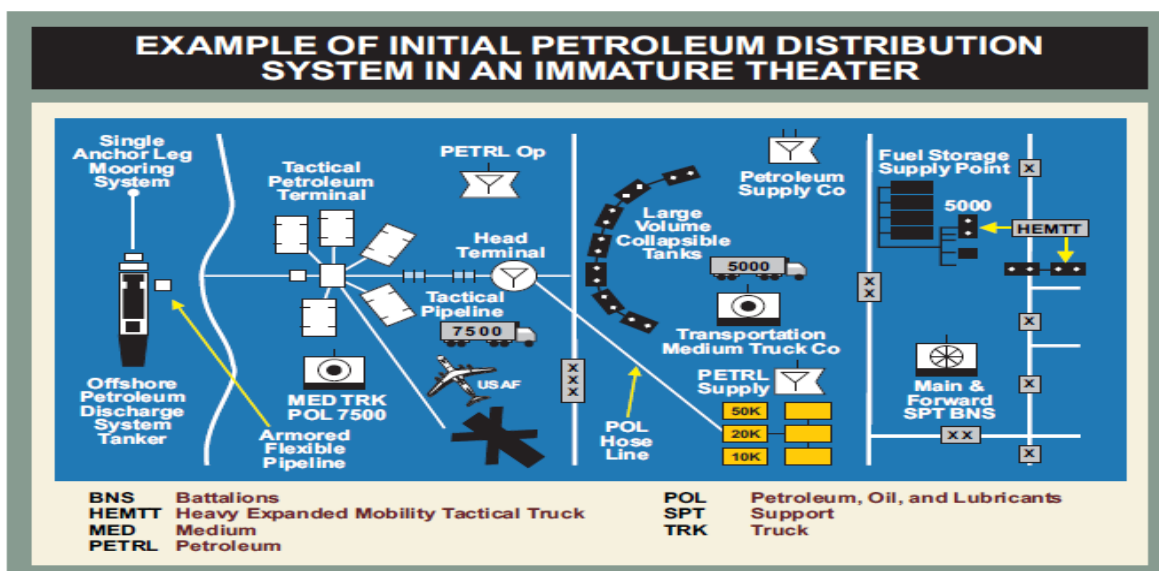 EXAMPLE OF INITIAL PETROLEUM DISTRIBUTION
SYSTEM IN AN IMMATURE THEATER
Single
Anchor Leg
Mooring
System
Offshore
Petroleum
Discharge
System
Tanker
Armored
Flexible
Pipeline
Tactical
Petroleum
Terminal
MED TRK
POL 7500
PETRL Op
Head
Terminal
Tactical
Pipeline
7500
USAF
X
X
X
Large
Volume
Collapsible
Tanks
POL
Hose
Line
Petroleum
Supply Co
5000
Transportation
Medium Truck Co
PETRL
Supply
50K
20K
10K
X
X
Fuel Storage
Supply Point
5000
HEMTT
Main &
Forward
SPT BNS
XX
X
X
X
X
BNS Battalions
HEMTT Heavy Expanded Mobility Tactical Truck
MED Medium
PETRL Petroleum
POL Petroleum, Oil, and Lubricants
SPT Support
TRK Truck